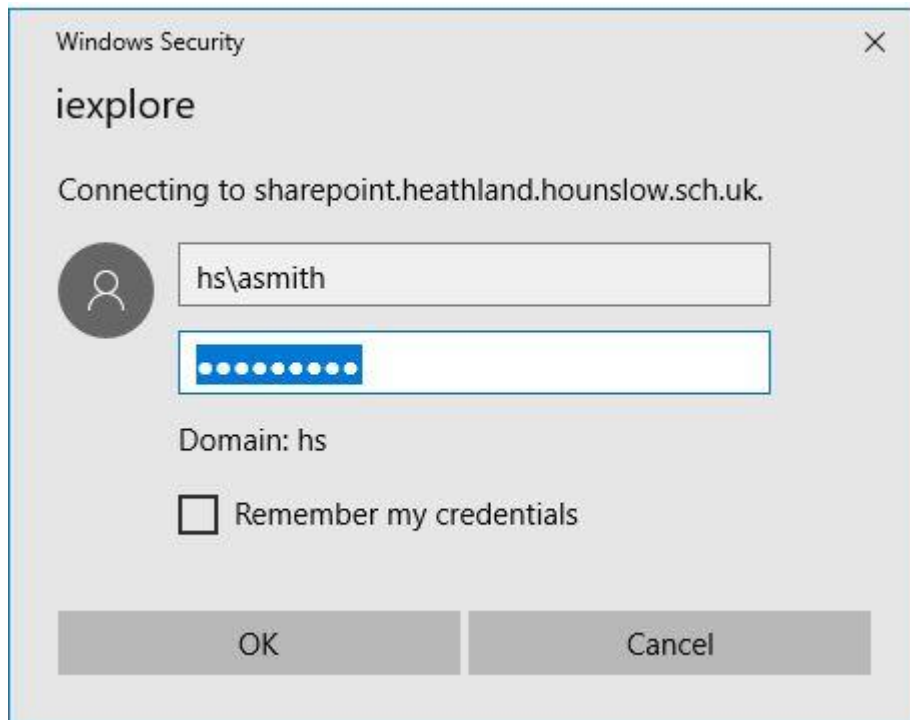 Windows Security
iexplore
Connecting to sharepoint.heathland.hounslow.sch.uk.
hs\asmith
●●●●●●●●●
Domain: hs
Remember my credentials
OK Cancel